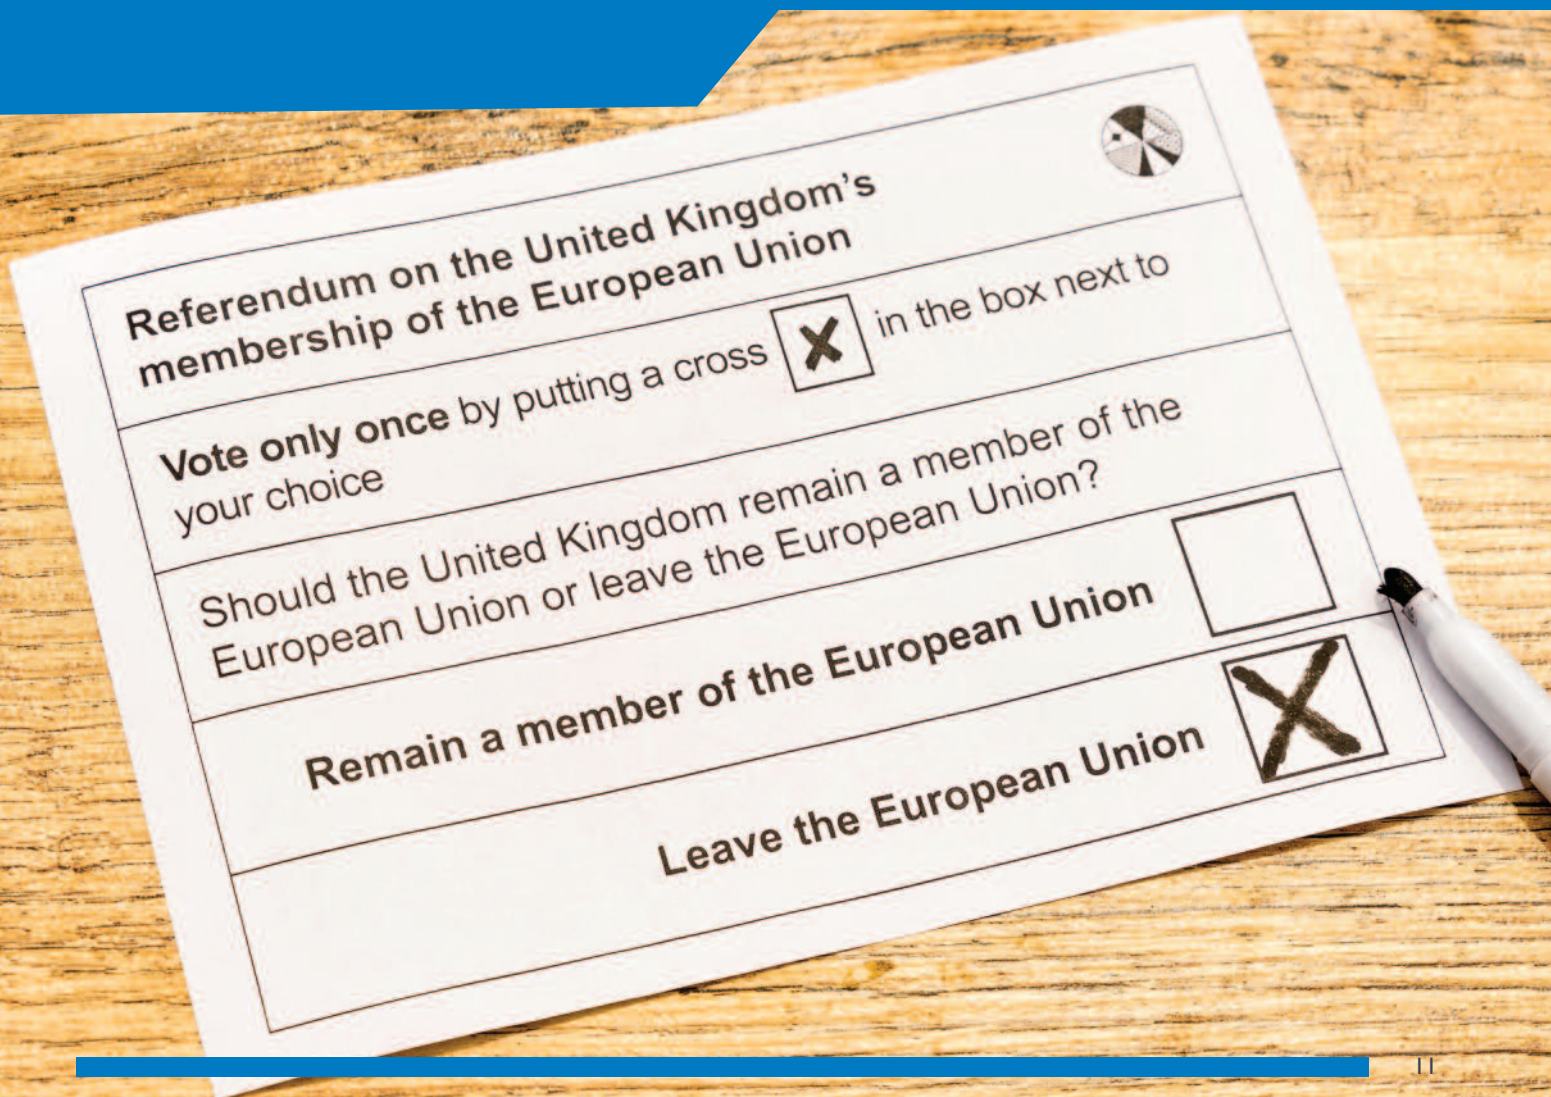 Referendum on the United Kingdom's
membership of the European Union
Vote only once by putting a cross X in the box next to
your choice
Should the United Kingdom remain a member of the
European Union or leave the European Union?
Remain a member of the European Union
Leave the European Union X
11